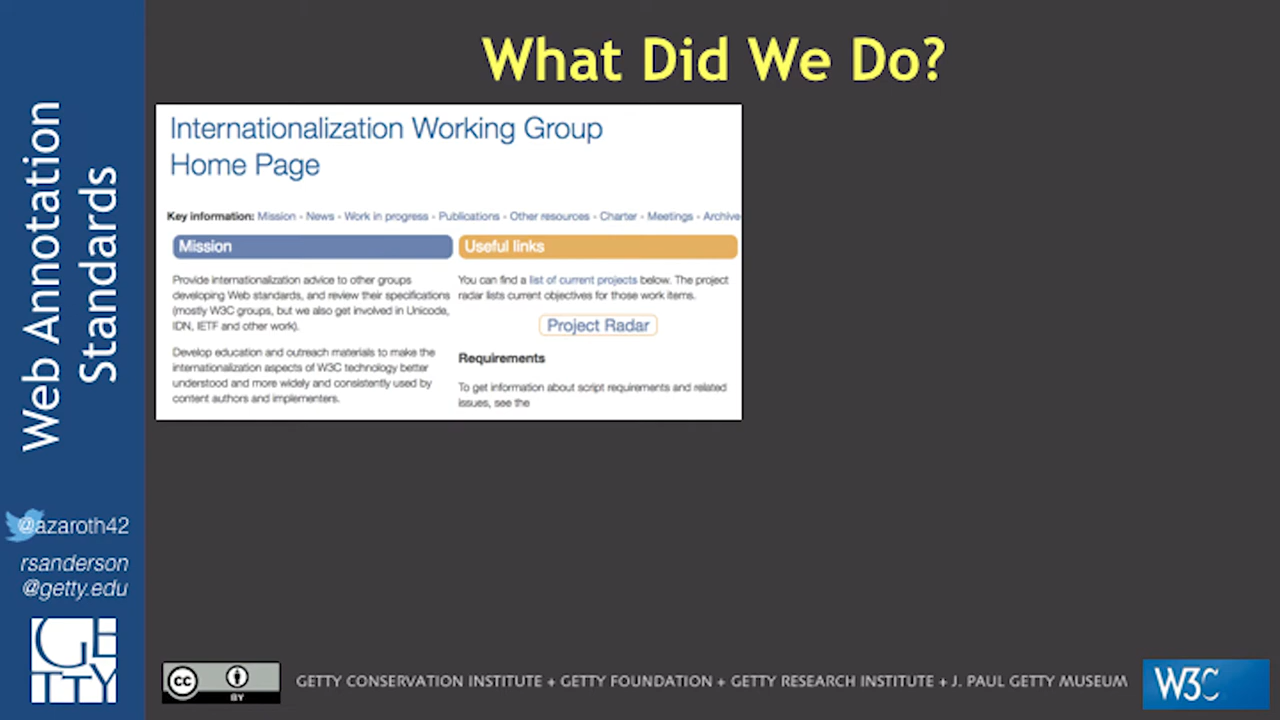 What Did We Do?
Internationalization Working Group
Home Page
Key information: Mission - News - Work in progress - Publications - Other resources - Charter - Meetings - Archive
Mission
Provide internationalization advice to other groups
developing Web standards, and review their specifications
(mostly W3C groups, but we also get involved in Unicode,
IDN, IETF and other work).
Develop education and outreach materials to make the
internationalization aspects of W3C technology better
understood and more widely and consistently used by
content authors and implementers.
Useful links
You can find a list of current projects below. The project
radar lists current objectives for those work items.
Project Radar
Requirements
To get information about script requirements and related
issues, see the
Web Annotation
Standards
@azaroth42
rsanderson
@getty.edu
GE
TTY
CC
BY
GETTY CONSERVATION INSTITUTE + GETTY FOUNDATION + GETTY RESEARCH INSTITUTE + J. PAUL GETTY MUSEUM
W3C